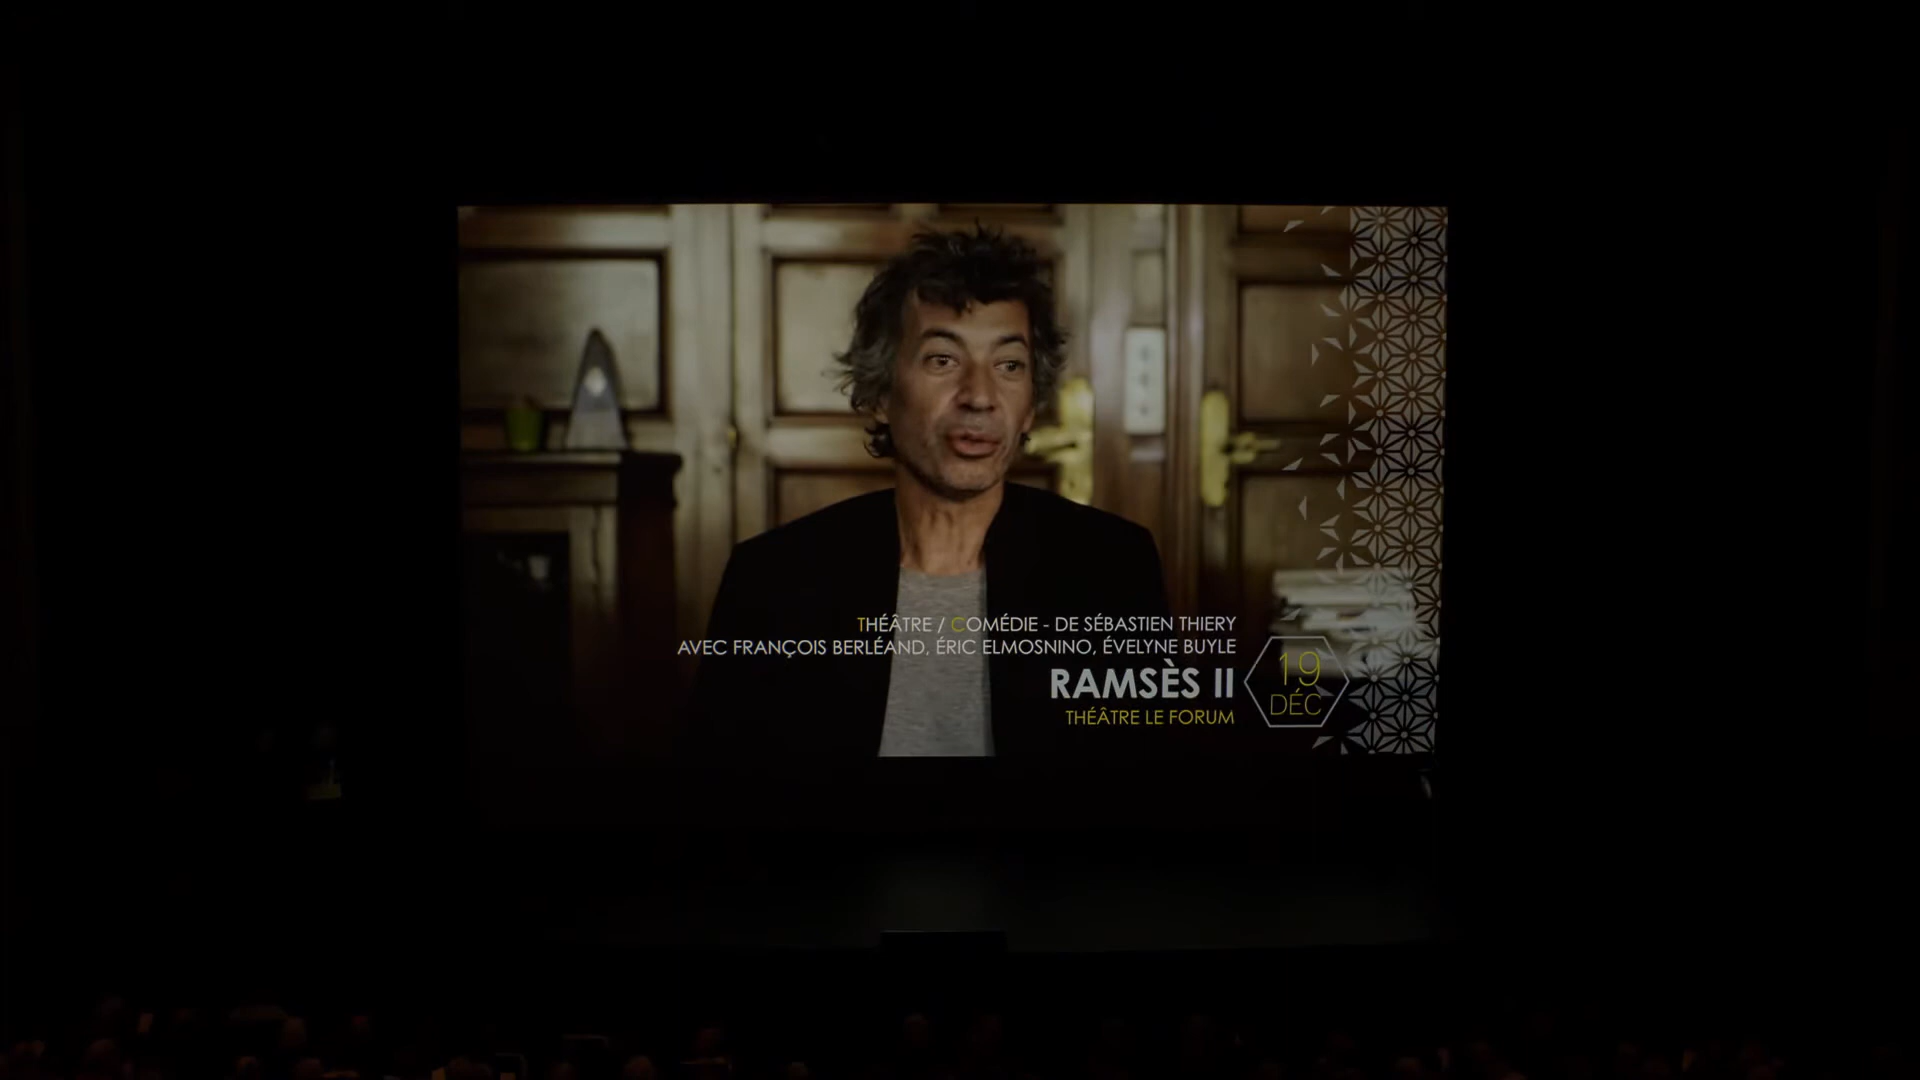 THÉÂTRE / COMÉDIE - DE SÉBASTIEN THIERY
AVEC FRANÇOIS BERLÉAND, ÉRIC ELMOSNINO, ÉVELYNE BUYLE
RAMSÈS II
THÉÂTRE LE FORUM
19
DÉC